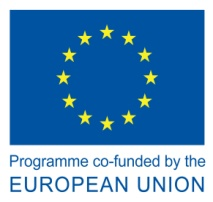 Programme co-funded by the
EUROPEAN UNION